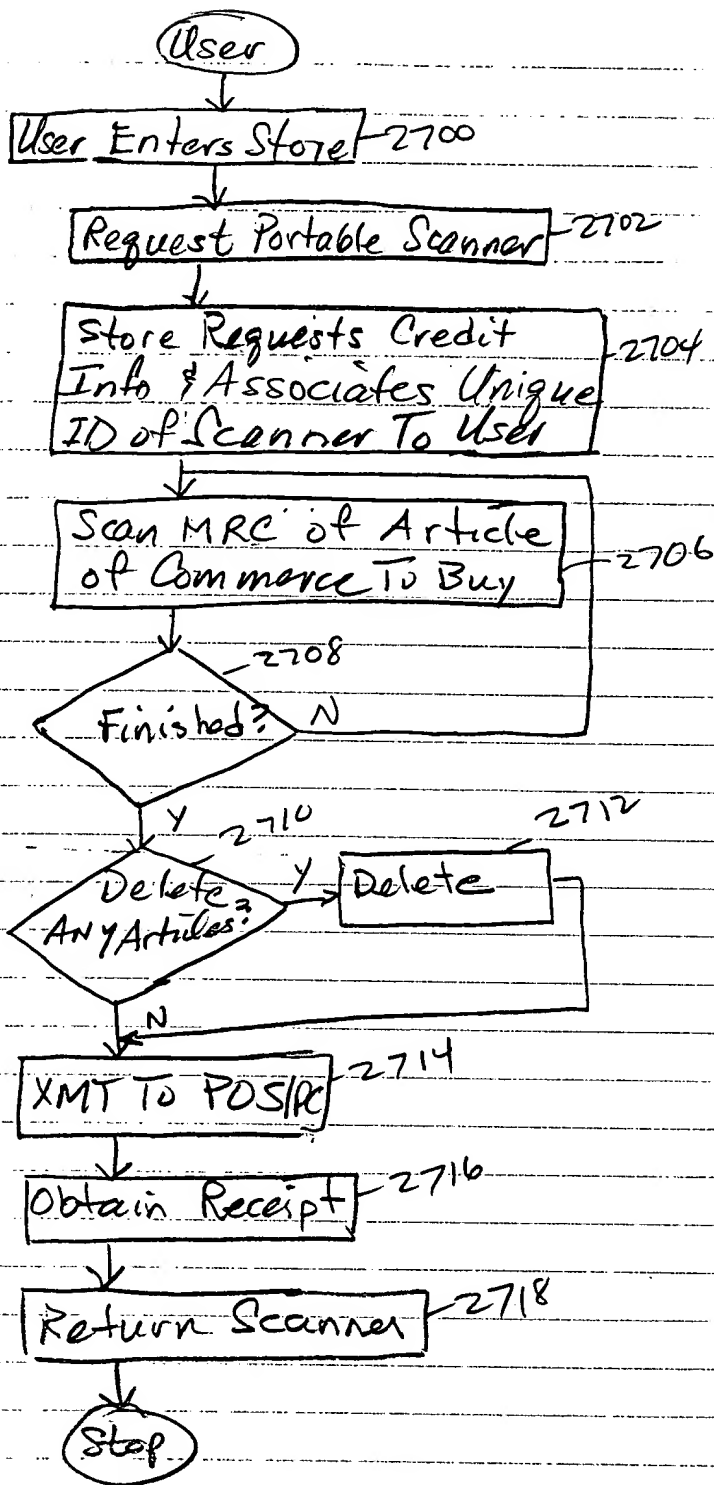 User
User Enters Store 2700
Request Portable Scanner 2702
Store Requests Credit
Info & Associates Unique 2704
ID of Scanner To User
Scan MRC of Article
of Commerce To Buy 2706
2708
Finished? N
Y
2710 2712
Delete Y Delete
ANY Articles?
N
XMT To POS/PC 2714
Obtain Receipt 2716
Return Scanner 2718
Stop